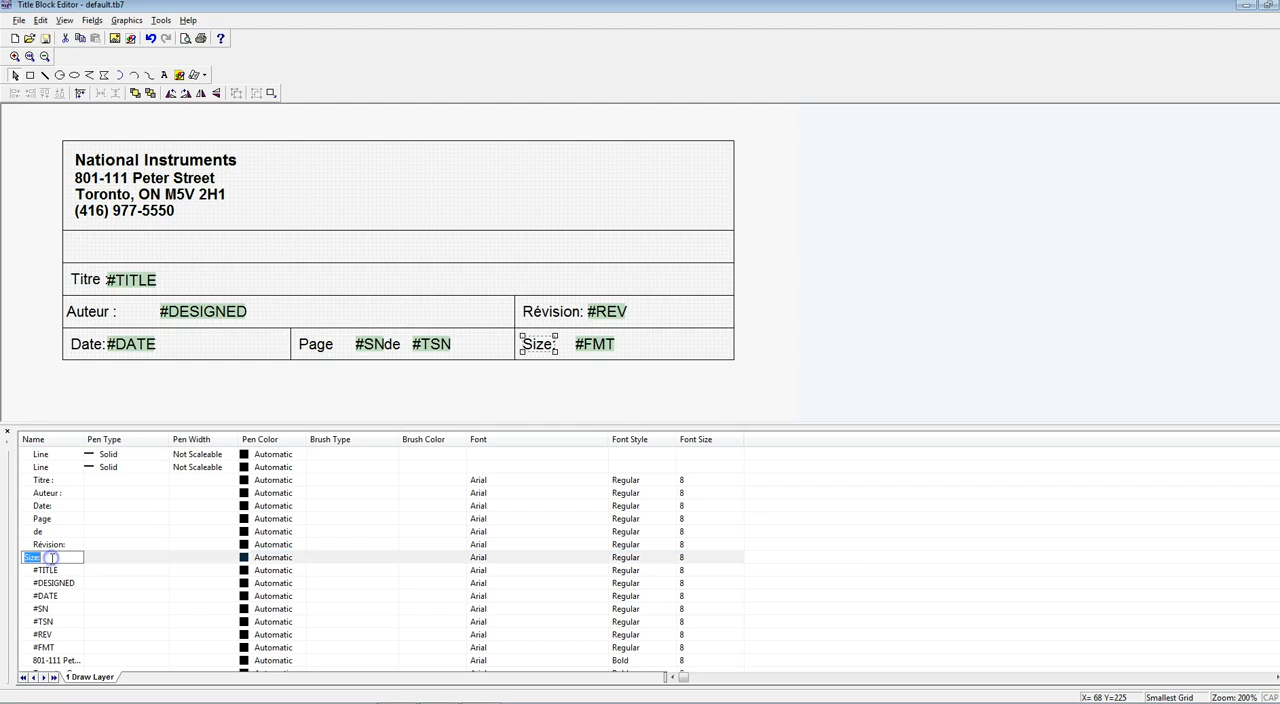 Title Block Editor - default.tb7
File Edit View Fields Graphics Tools Help
National Instruments
801-111 Peter Street
Toronto, ON M5V 2H1
(416) 977-5550
Titre :#TITLE
Auteur : #DESIGNED Révision: #REV
Date:#DATE Page #SNde #TSN Size: #FMT
Name Pen Type Pen Width Pen Color Brush Type Brush Color Font Font Style Font Size
Line Solid Not Scaleable Automatic
Line Solid Not Scaleable Automatic
Titre : Automatic Arial Regular 8
Auteur : Automatic Arial Regular 8
Date: Automatic Arial Regular 8
Page Automatic Arial Regular 8
de Automatic Arial Regular 8
Révision: Automatic Arial Regular 8
Size: Automatic Arial Regular 8
#TITLE Automatic Arial Regular 8
#DESIGNED Automatic Arial Regular 8
#DATE Automatic Arial Regular 8
#SN Automatic Arial Regular 8
#TSN Automatic Arial Regular 8
#REV Automatic Arial Regular 8
#FMT Automatic Arial Regular 8
801-111 Pet... Automatic Arial Bold 8
1 Draw Layer
X= 68 Y=225 Smallest Grid Zoom: 200% CAP